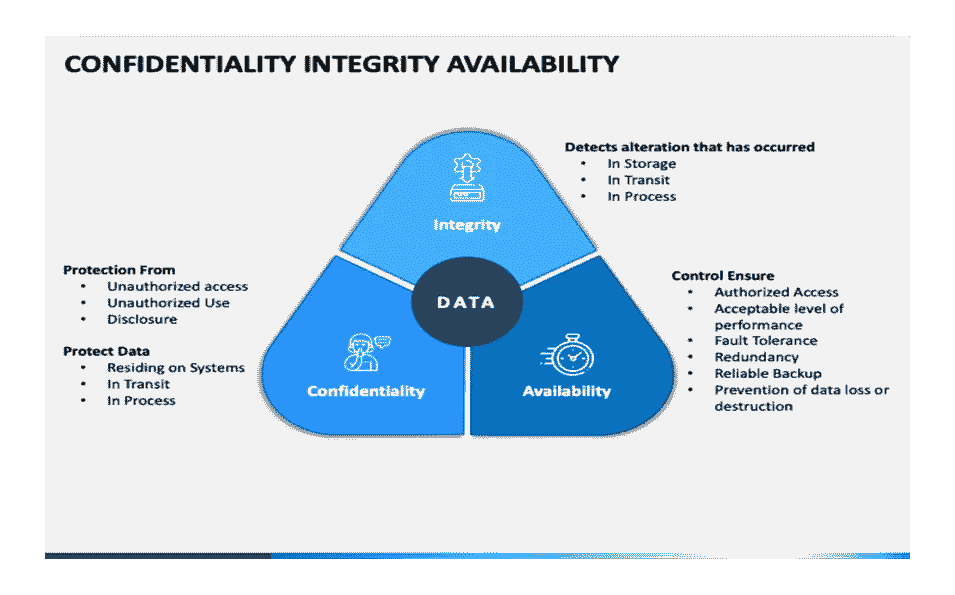 CONFIDENTIALITY INTEGRITY AVAILABILITY
Detects alteration that has occurred
• In Storage
• In Transit
• In Process
Integrity
Protection From
• Unauthorized access
• Unauthorized Use
• Disclosure
Protect Data
• Residing on Systems
• In Transit
• In Process
DATA
Confidentiality
Availability
Control Ensure
• Authorized Access
• Acceptable level of
performance
• Fault Tolerance
• Redundancy
• Reliable Backup
• Prevention of data loss or
destruction